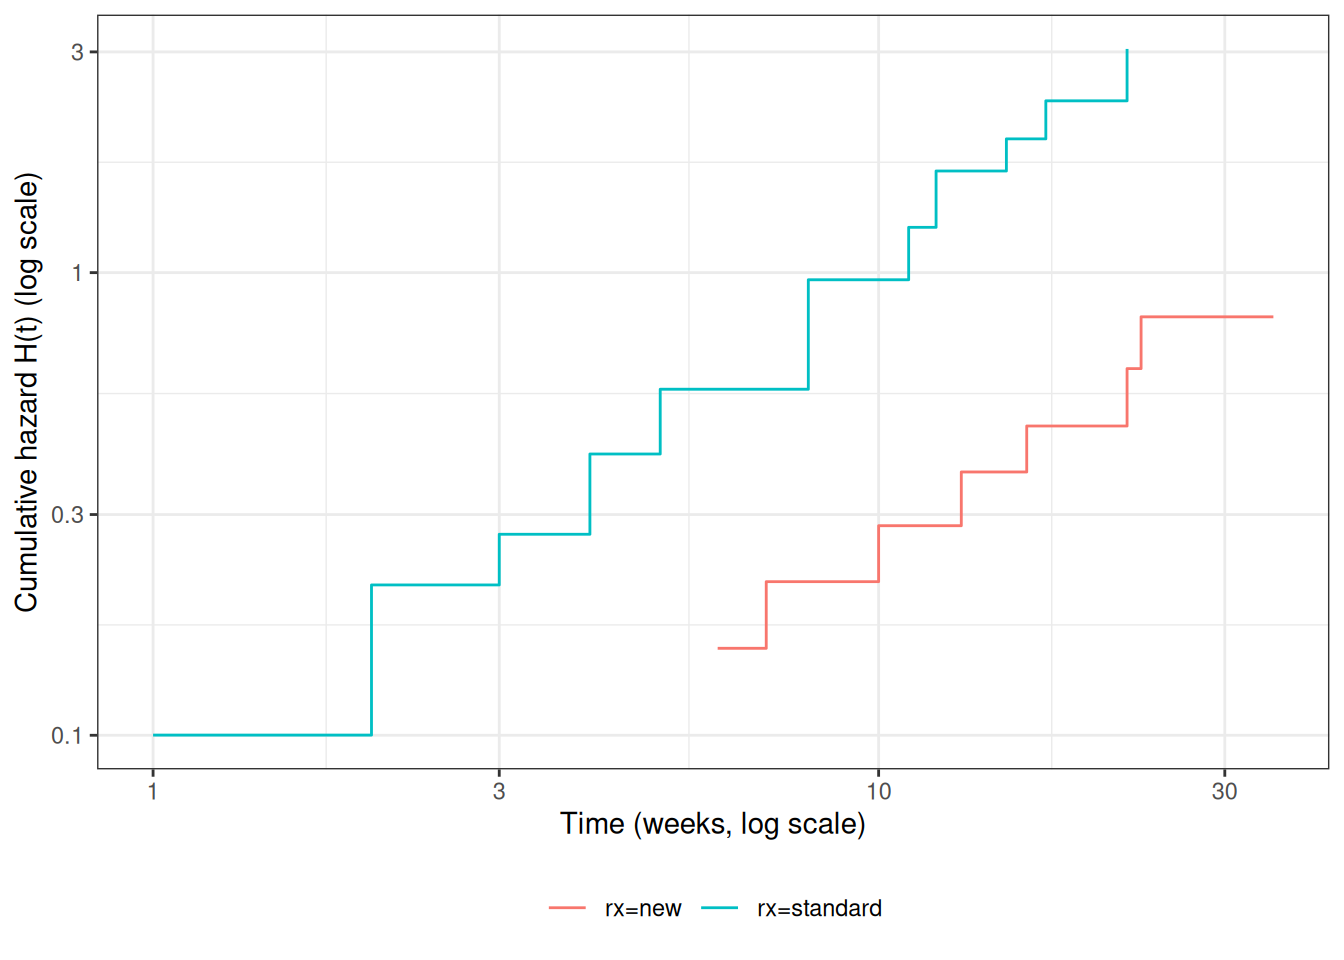 Cumulative hazard H(t) (log scale)
3
1
0.3
0.1
1 3 10 30
Time (weeks, log scale)
rx=new rx=standard